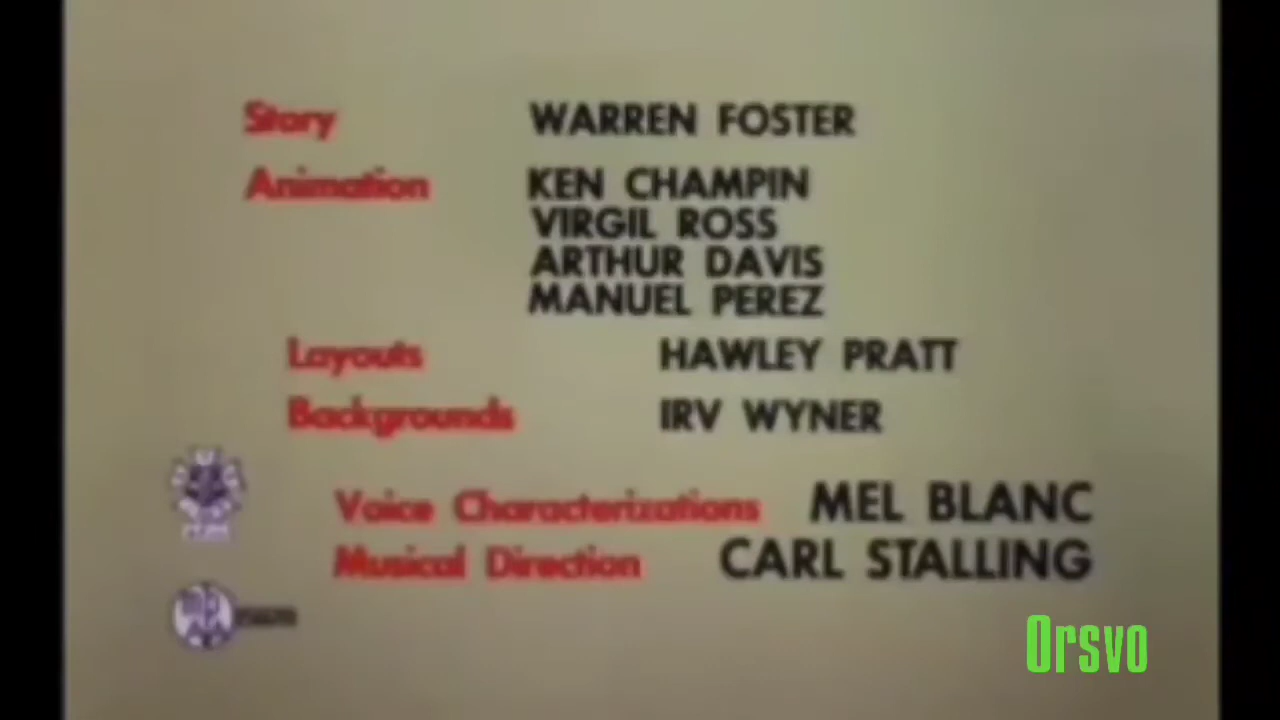 Story WARREN FOSTER
Animation KEN CHAMPIN
VIRGIL ROSS
ARTHUR DAVIS
MANUEL PEREZ
Layouts HAWLEY PRATT
Backgrounds IRV WYNER
Voice Characterizations MEL BLANC
Musical Direction CARL STALLING
Orsvo